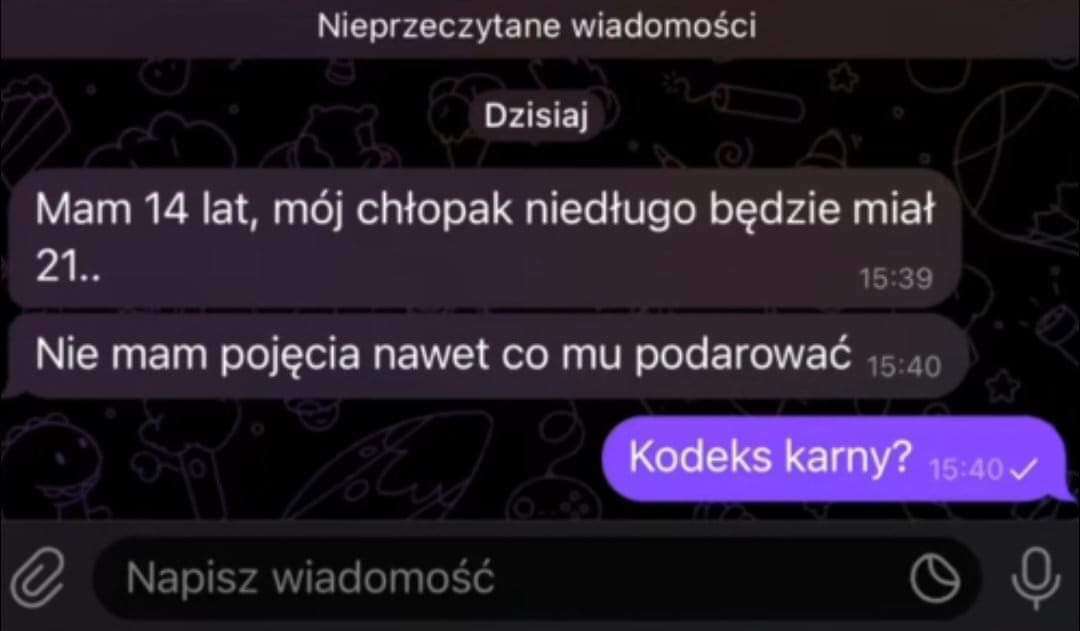 Nieprzeczytane wiadomości
Dzisiaj
Mam 14 lat, mój chłopak niedługo będzie miał
21..
15:39
Nie mam pojęcia nawet co mu podarować 15:40
Kodeks karny? 15:40
Napisz wiadomość